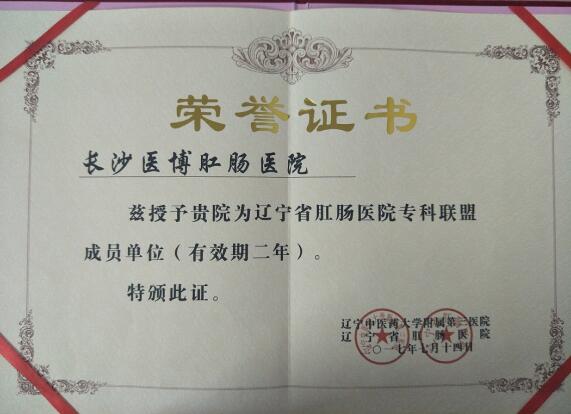 荣誉证书
长沙医博肛肠医院
兹授予贵院为辽宁省肛肠医院专科联盟
成员单位（有效期二年）。
特颁此证。
辽宁中医药大学附属第三医院
辽宁省肛肠医院
二〇一七年七月十四日